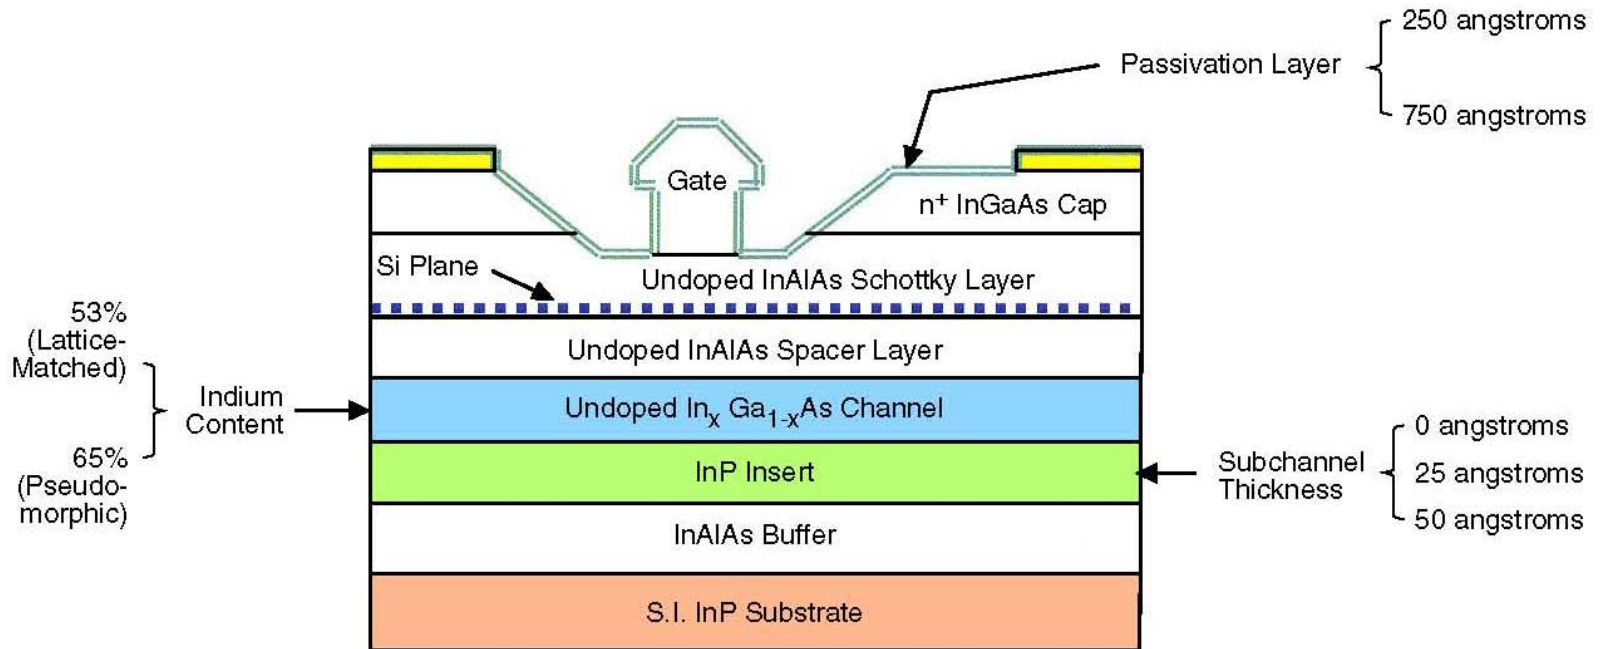 250 angstroms
Passivation Layer
750 angstroms
Gate
n⁺ InGaAs Cap
Si Plane
Undoped InAlAs Schottky Layer
53%
(Lattice-
Matched)
Undoped InAlAs Spacer Layer
Indium
Content
Undoped InₓGa₁₋ₓAs Channel
65%
(Pseudo-
morphic)
InP Insert
Subchannel
Thickness
0 angstroms
25 angstroms
50 angstroms
InAlAs Buffer
S.I. InP Substrate